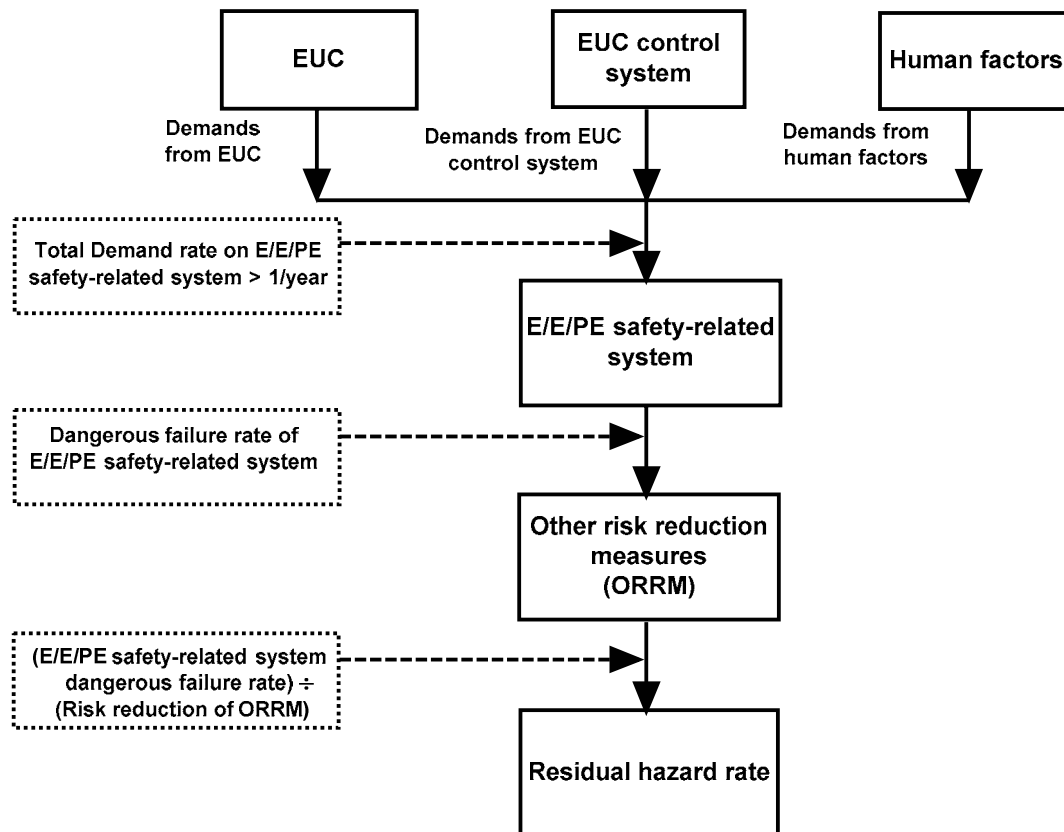 EUC
EUC control
system
Human factors
Demands
from EUC
Demands from EUC
control system
Demands from
human factors
Total Demand rate on E/E/PE
safety-related system > 1/year
E/E/PE safety-related
system
Dangerous failure rate of
E/E/PE safety-related system
Other risk reduction
measures
(ORRM)
(E/E/PE safety-related system
dangerous failure rate) ÷
(Risk reduction of ORRM)
Residual hazard rate